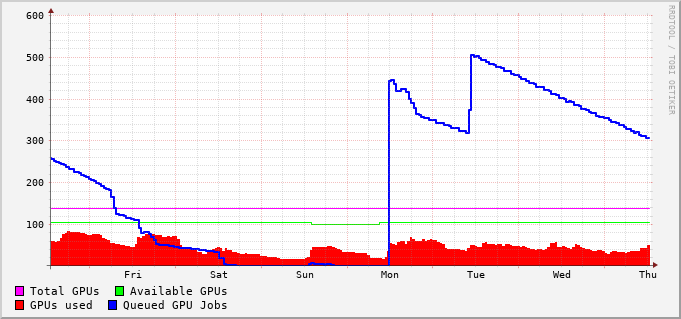 600
500
400
300
200
100
Fri Sat Sun Mon Tue Wed Thu
Total GPUs Available GPUs
GPUs used Queued GPU Jobs
RRDTOOL / TOBI OETIKER